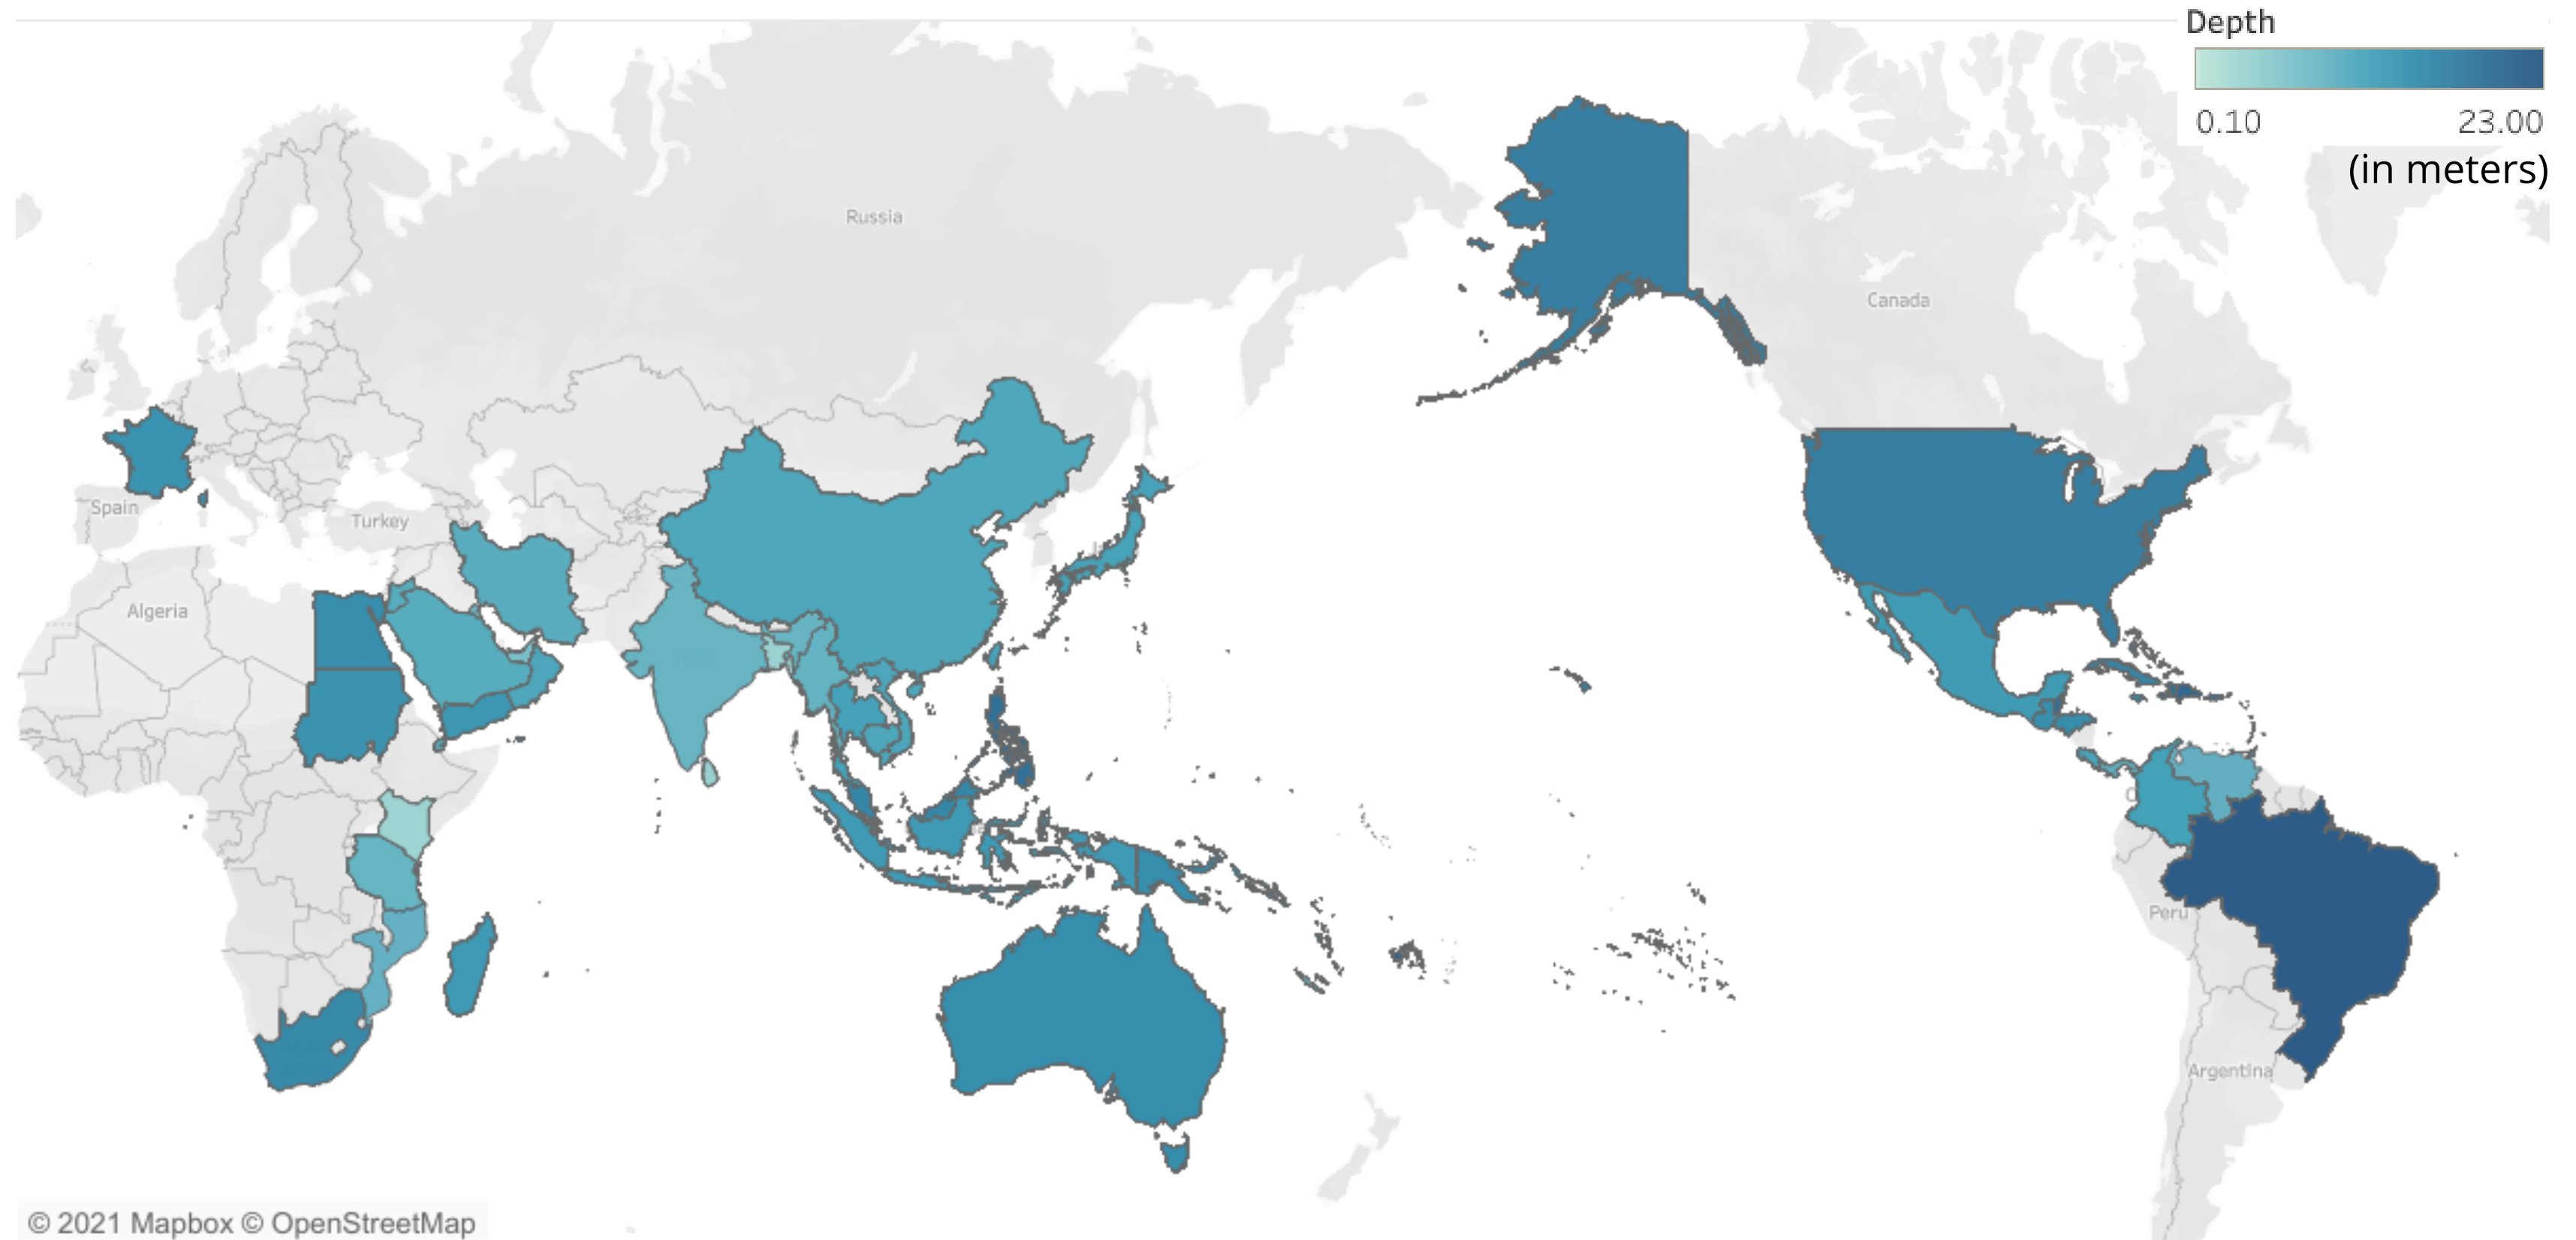 Depth
0.10 23.00
(in meters)
Russia
Canada
Spain
Turkey
Algeria
Peru
Argentina
© 2021 Mapbox © OpenStreetMap